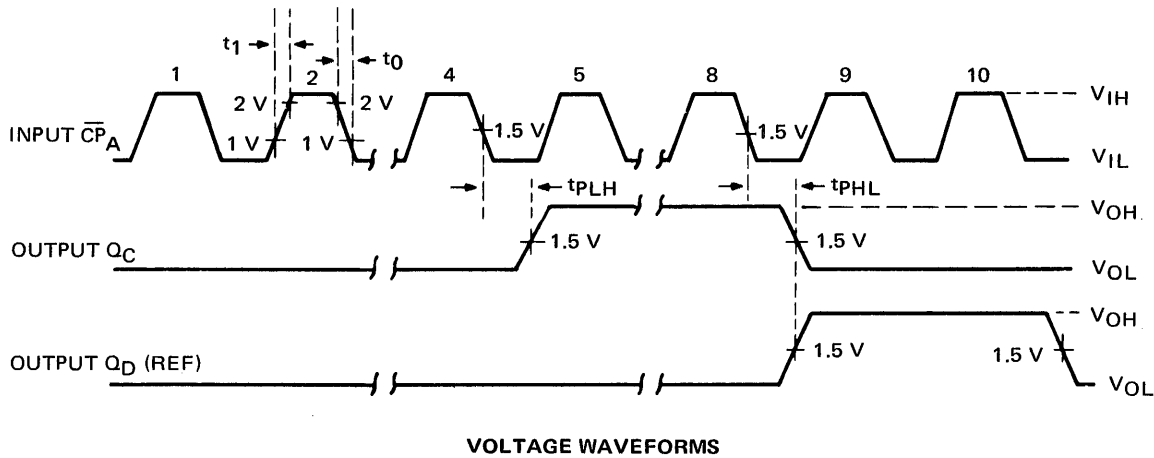 t1
t0
1
2
4
5
8
9
10
2 V
2 V
1.5 V
1.5 V
VIH
INPUT CPA
1 V
1 V
VIL
tPLH
tPHL
VOH
OUTPUT QC
1.5 V
1.5 V
VOL
VOH
OUTPUT QD (REF)
1.5 V
1.5 V
VOL
VOLTAGE WAVEFORMS